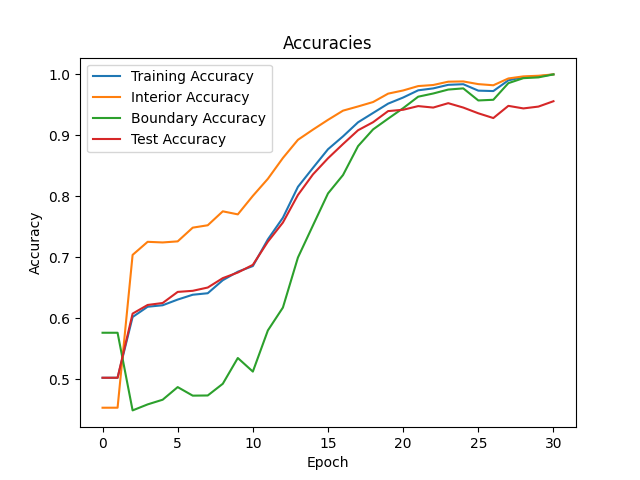 Accuracies
Training Accuracy
Interior Accuracy
Boundary Accuracy
Test Accuracy
1.0
0.9
0.8
0.7
0.6
0.5
Accuracy
0 5 10 15 20 25 30
Epoch